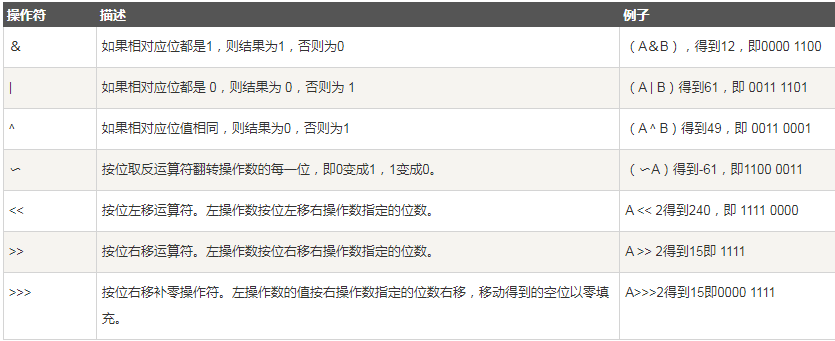 操作符 描述 例子
& 如果相对应位都是1，则结果为1，否则为0 （A&B），得到12，即0000 1100
| 如果相对应位都是 0，则结果为 0，否则为 1 （A | B）得到61，即 0011 1101
^ 如果相对应位值相同，则结果为0，否则为1 （A ^ B）得到49，即 0011 0001
〜 按位取反运算符翻转操作数的每一位，即0变成1，1变成0。 （〜A）得到-61，即1100 0011
<< 按位左移运算符。左操作数按位左移右操作数指定的位数。 A << 2得到240，即 1111 0000
>> 按位右移运算符。左操作数按位右移右操作数指定的位数。 A >> 2得到15即 1111
>>> 按位右移补零操作符。左操作数的值按右操作数指定的位数右移，移动得到的空位以零填 A>>>2得到15即0000 1111
充。